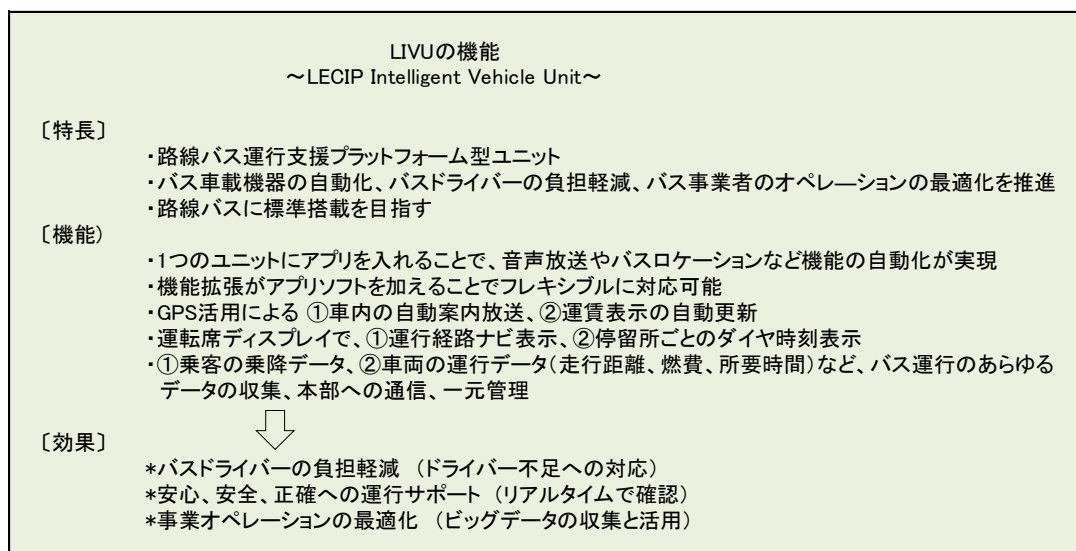 LIVUの機能
～LECIP Intelligent Vehicle Unit～
〔特長〕
・路線バス運行支援プラットフォーム型ユニット
・バス車載機器の自動化、バスドライバーの負担軽減、バス事業者のオペレ―ションの最適化を推進
・路線バスに標準搭載を目指す
〔機能）
・1つのユニットにアプリを入れることで、音声放送やバスロケーションなど機能の自動化が実現
・機能拡張がアプリソフトを加えることでフレキシブルに対応可能
・GPS活用による ①車内の自動案内放送、②運賃表示の自動更新
・運転席ディスプレイで、①運行経路ナビ表示、②停留所ごとのダイヤ時刻表示
・①乗客の乗降データ、②車両の運行データ（走行距離、燃費、所要時間）など、バス運行のあらゆる
データの収集、本部への通信、一元管理
〔効果〕
*バスドライバーの負担軽減 （ドライバー不足への対応）
*安心、安全、正確への運行サポート （リアルタイムで確認）
*事業オペレーションの最適化 （ビッグデータの収集と活用）